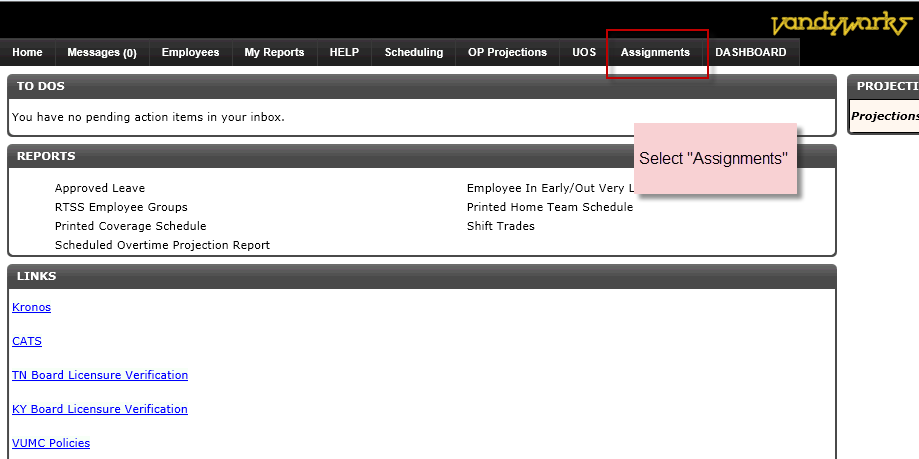 vandyworks
Home Messages (0) Employees My Reports HELP Scheduling OP Projections UOS Assignments DASHBOARD
TO DOS
You have no pending action items in your inbox.
PROJECTI
Projections
Select "Assignments"
REPORTS
Approved Leave
RTSS Employee Groups
Printed Coverage Schedule
Scheduled Overtime Projection Report
Employee In Early/Out Very L
Printed Home Team Schedule
Shift Trades
LINKS
Kronos
CATS
TN Board Licensure Verification
KY Board Licensure Verification
VUMC Policies